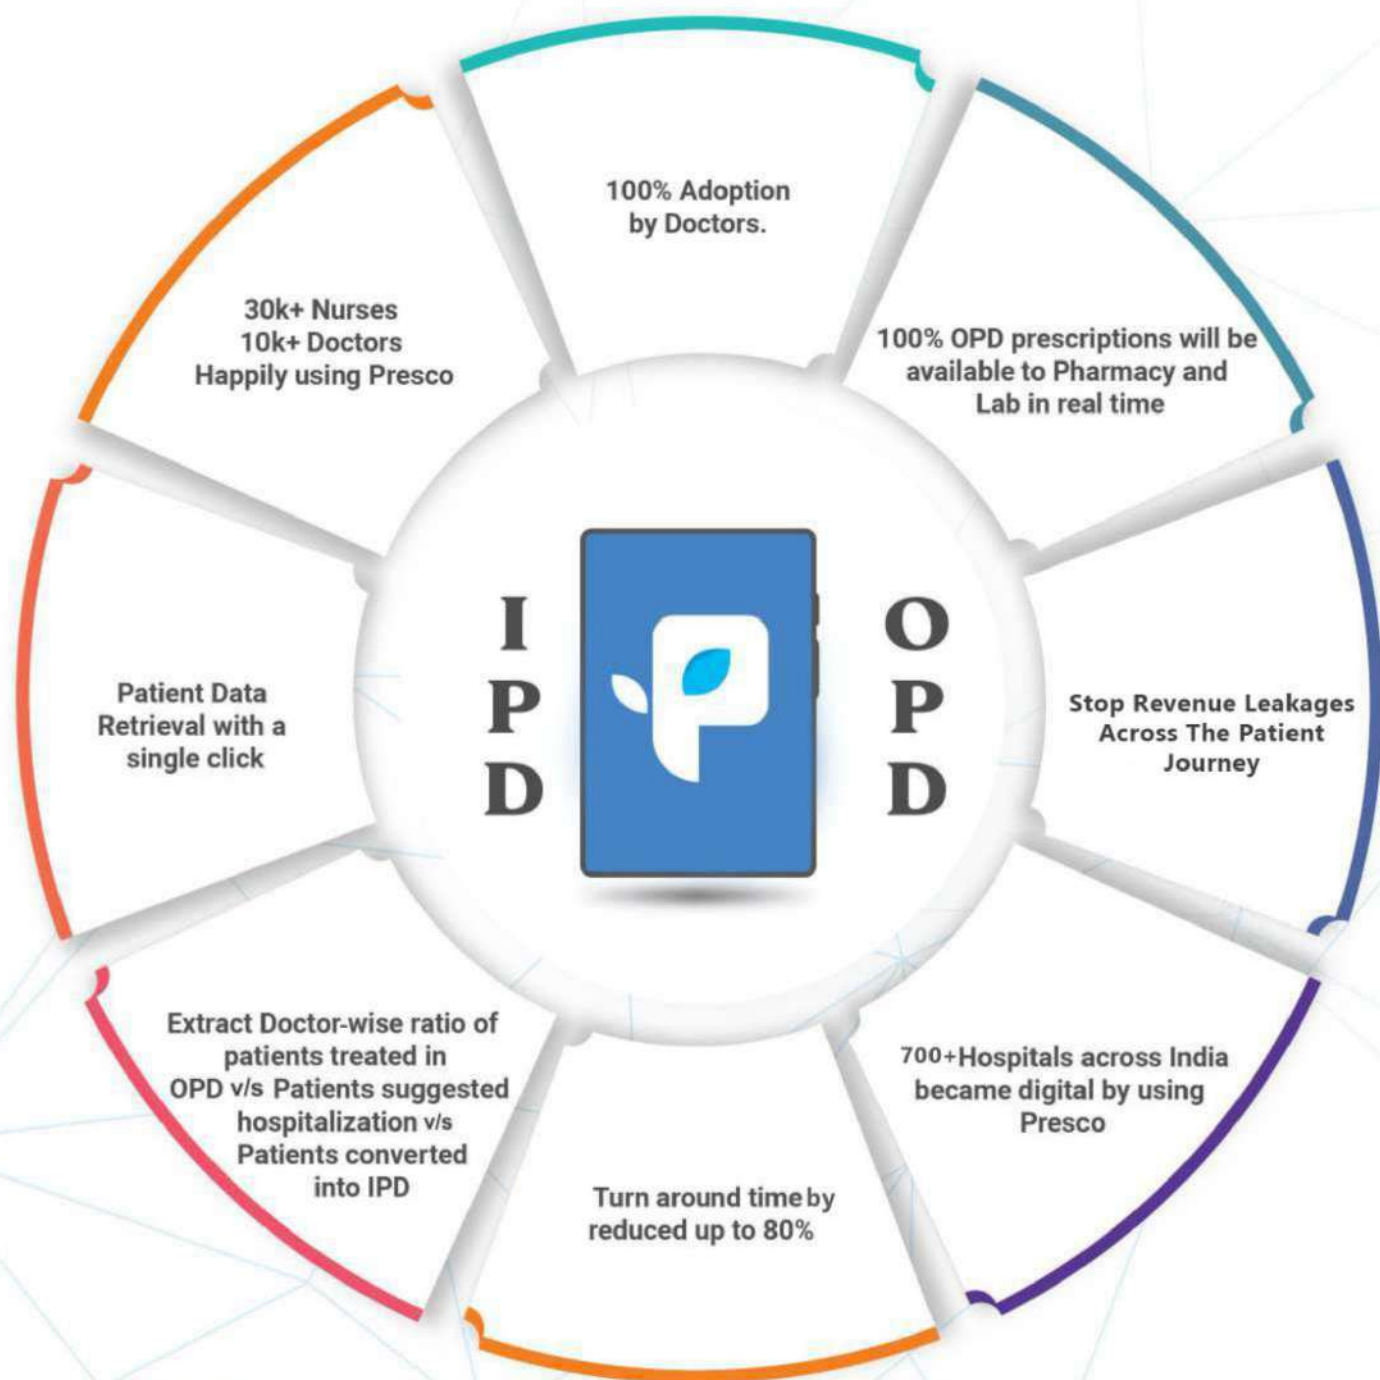 100% Adoption
by Doctors.
100% OPD prescriptions will be
available to Pharmacy and
Lab in real time
Stop Revenue Leakages
Across The Patient
Journey
700+Hospitals across India
became digital by using
Presco
Turn around time by
reduced up to 80%
Extract Doctor-wise ratio of
patients treated in
OPD v/s Patients suggested
hospitalization v/s
Patients converted
into IPD
Patient Data
Retrieval with a
single click
30k+ Nurses
10k+ Doctors
Happily using Presco
I
P
D
O
P
D